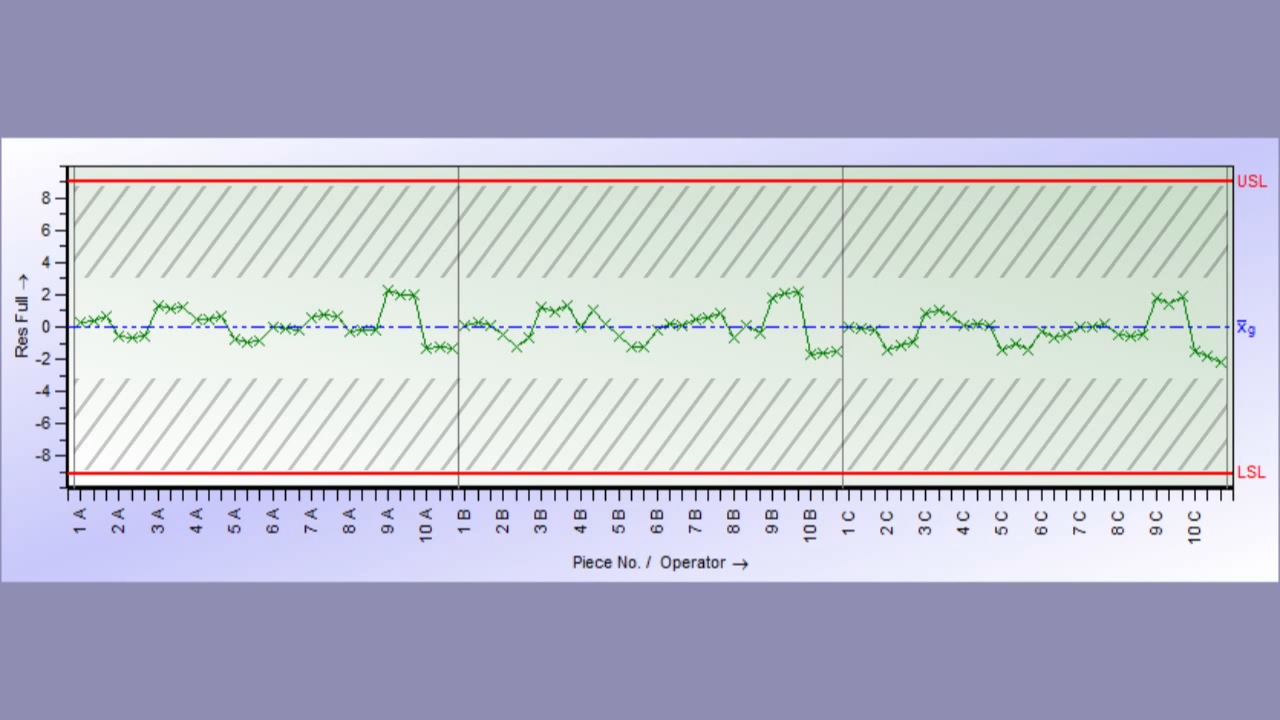 USL
8
6
4
2
0
-2
-4
-6
-8
Res Full →
x̅g
LSL
1 A 2 A 3 A 4 A 5 A 6 A 7 A 8 A 9 A 10 A 1 B 2 B 3 B 4 B 5 B 6 B 7 B 8 B 9 B 10 B 1 C 2 C 3 C 4 C 5 C 6 C 7 C 8 C 9 C 10 C
Piece No. / Operator →